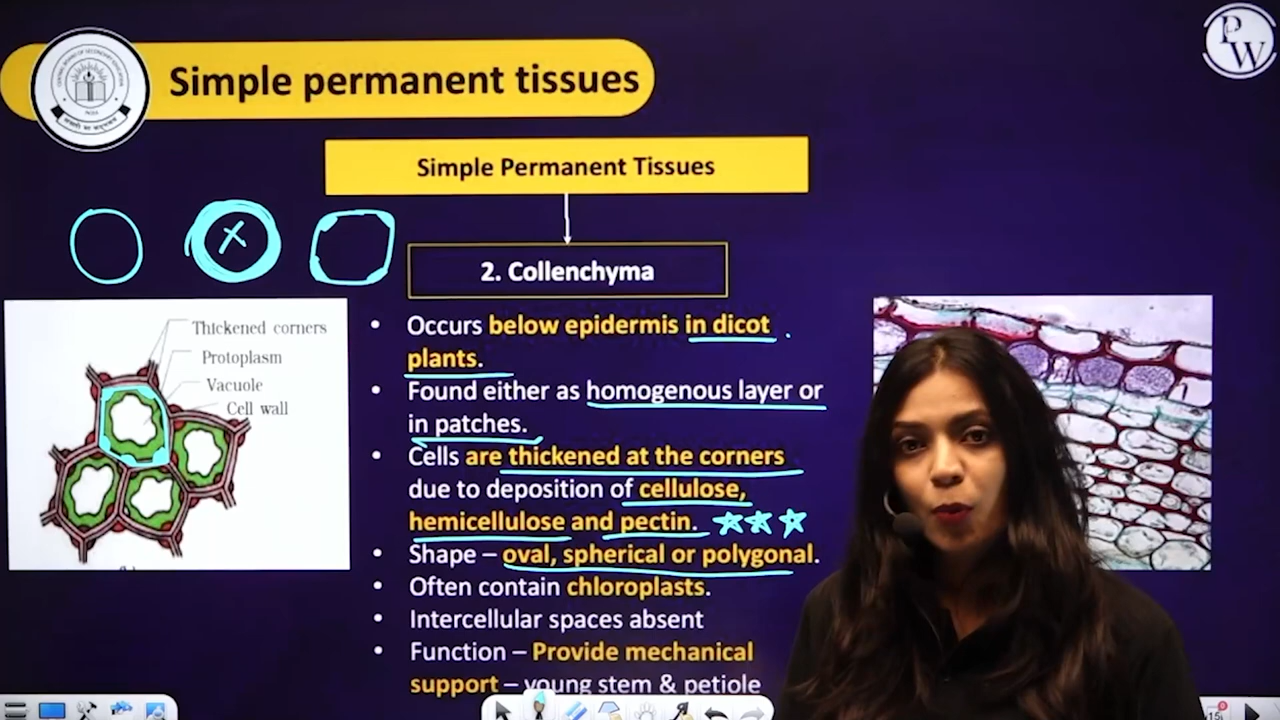 Simple permanent tissues
PW
Simple Permanent Tissues
2. Collenchyma
Thickened corners
Protoplasm
Vacuole
Cell wall
• Occurs below epidermis in dicot
plants.
• Found either as homogenous layer or
in patches.
• Cells are thickened at the corners
due to deposition of cellulose,
hemicellulose and pectin.
• Shape – oval, spherical or polygonal.
• Often contain chloroplasts.
• Intercellular spaces absent
• Function – Provide mechanical
support – young stem & petiole